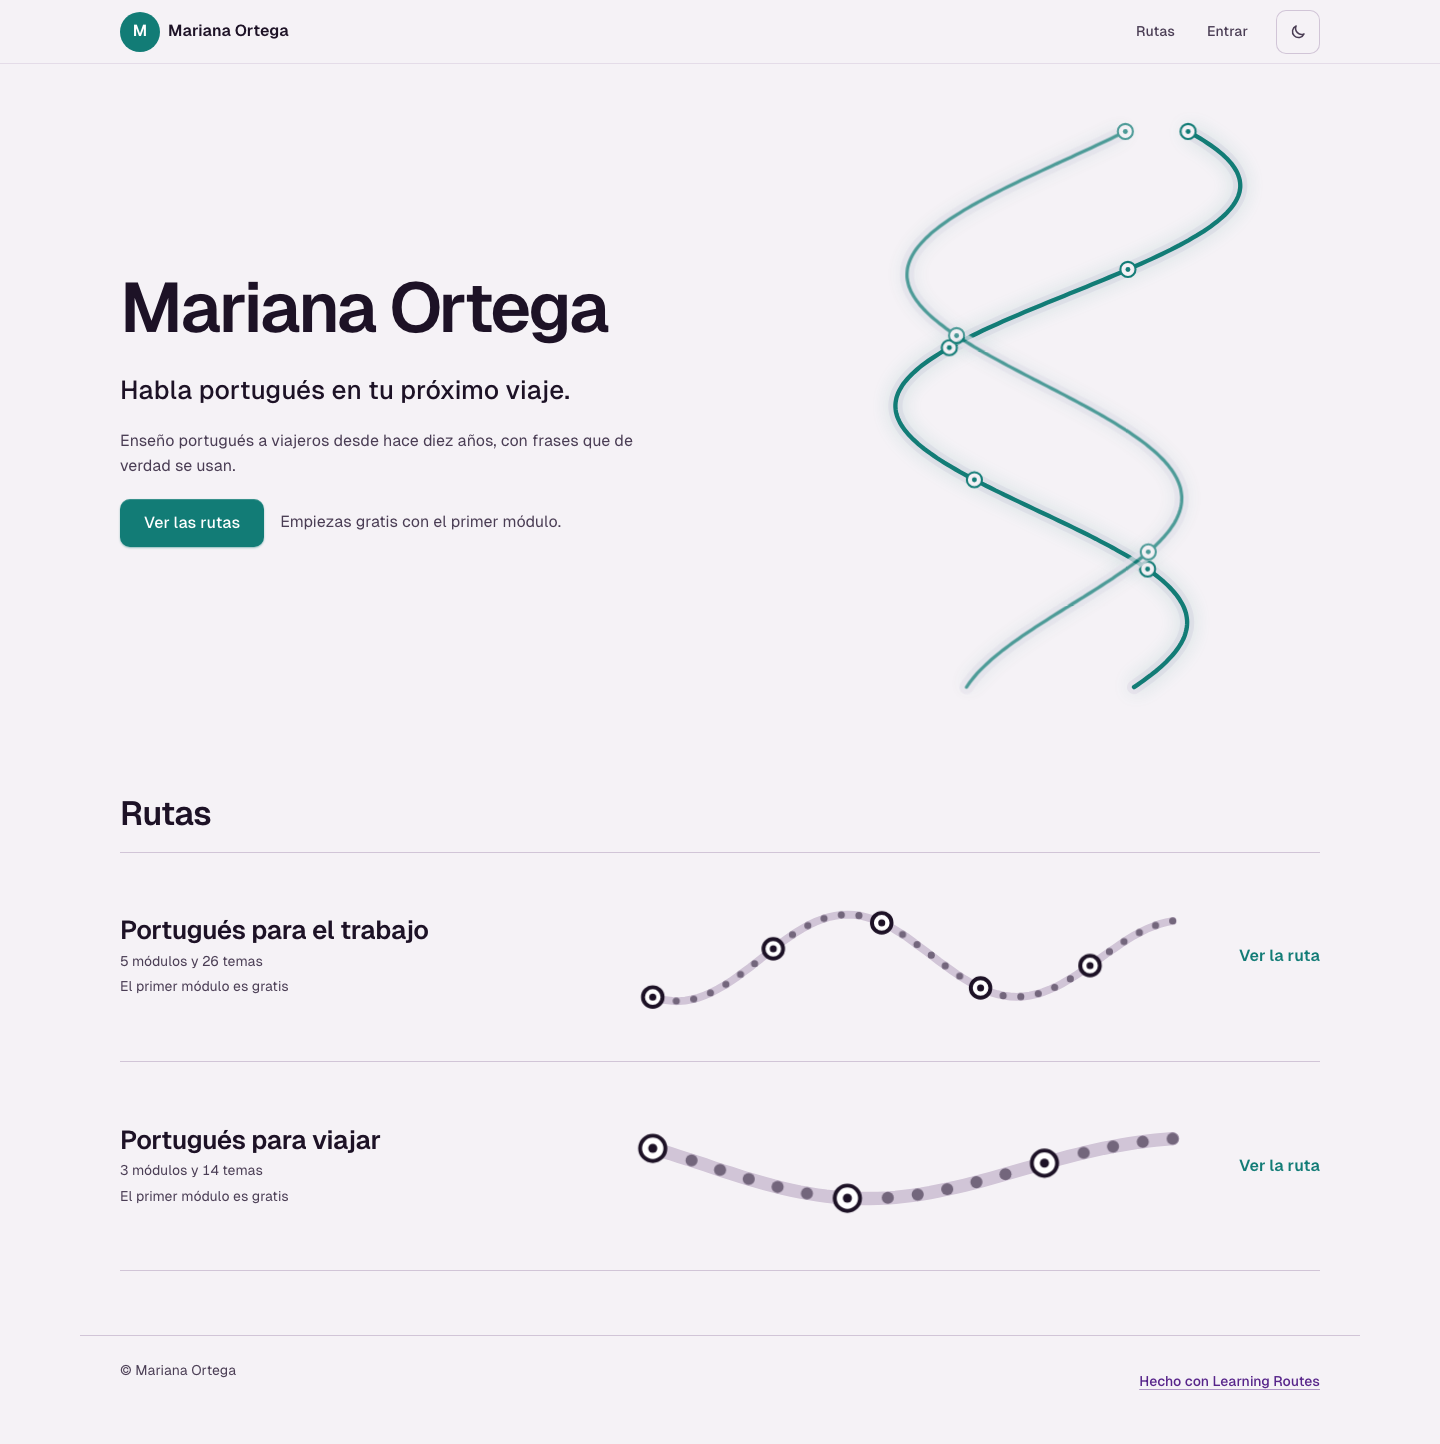 M
Mariana Ortega
Rutas
Entrar
Mariana Ortega
Habla portugués en tu próximo viaje.
Enseño portugués a viajeros desde hace diez años, con frases que de
verdad se usan.
Ver las rutas
Empiezas gratis con el primer módulo.
Rutas
Portugués para el trabajo
5 módulos y 26 temas
El primer módulo es gratis
Ver la ruta
Portugués para viajar
3 módulos y 14 temas
El primer módulo es gratis
Ver la ruta
© Mariana Ortega
Hecho con Learning Routes